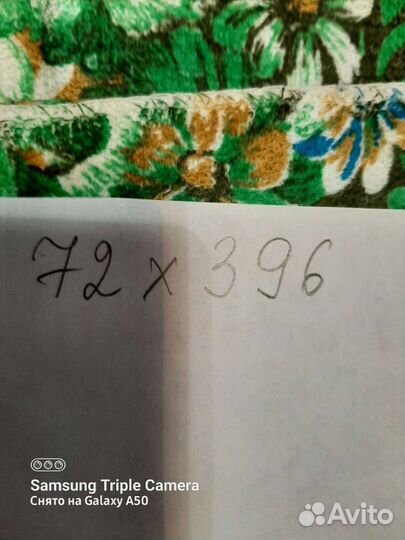 72 x 396
Samsung Triple Camera
Снято на Galaxy A50
Avito